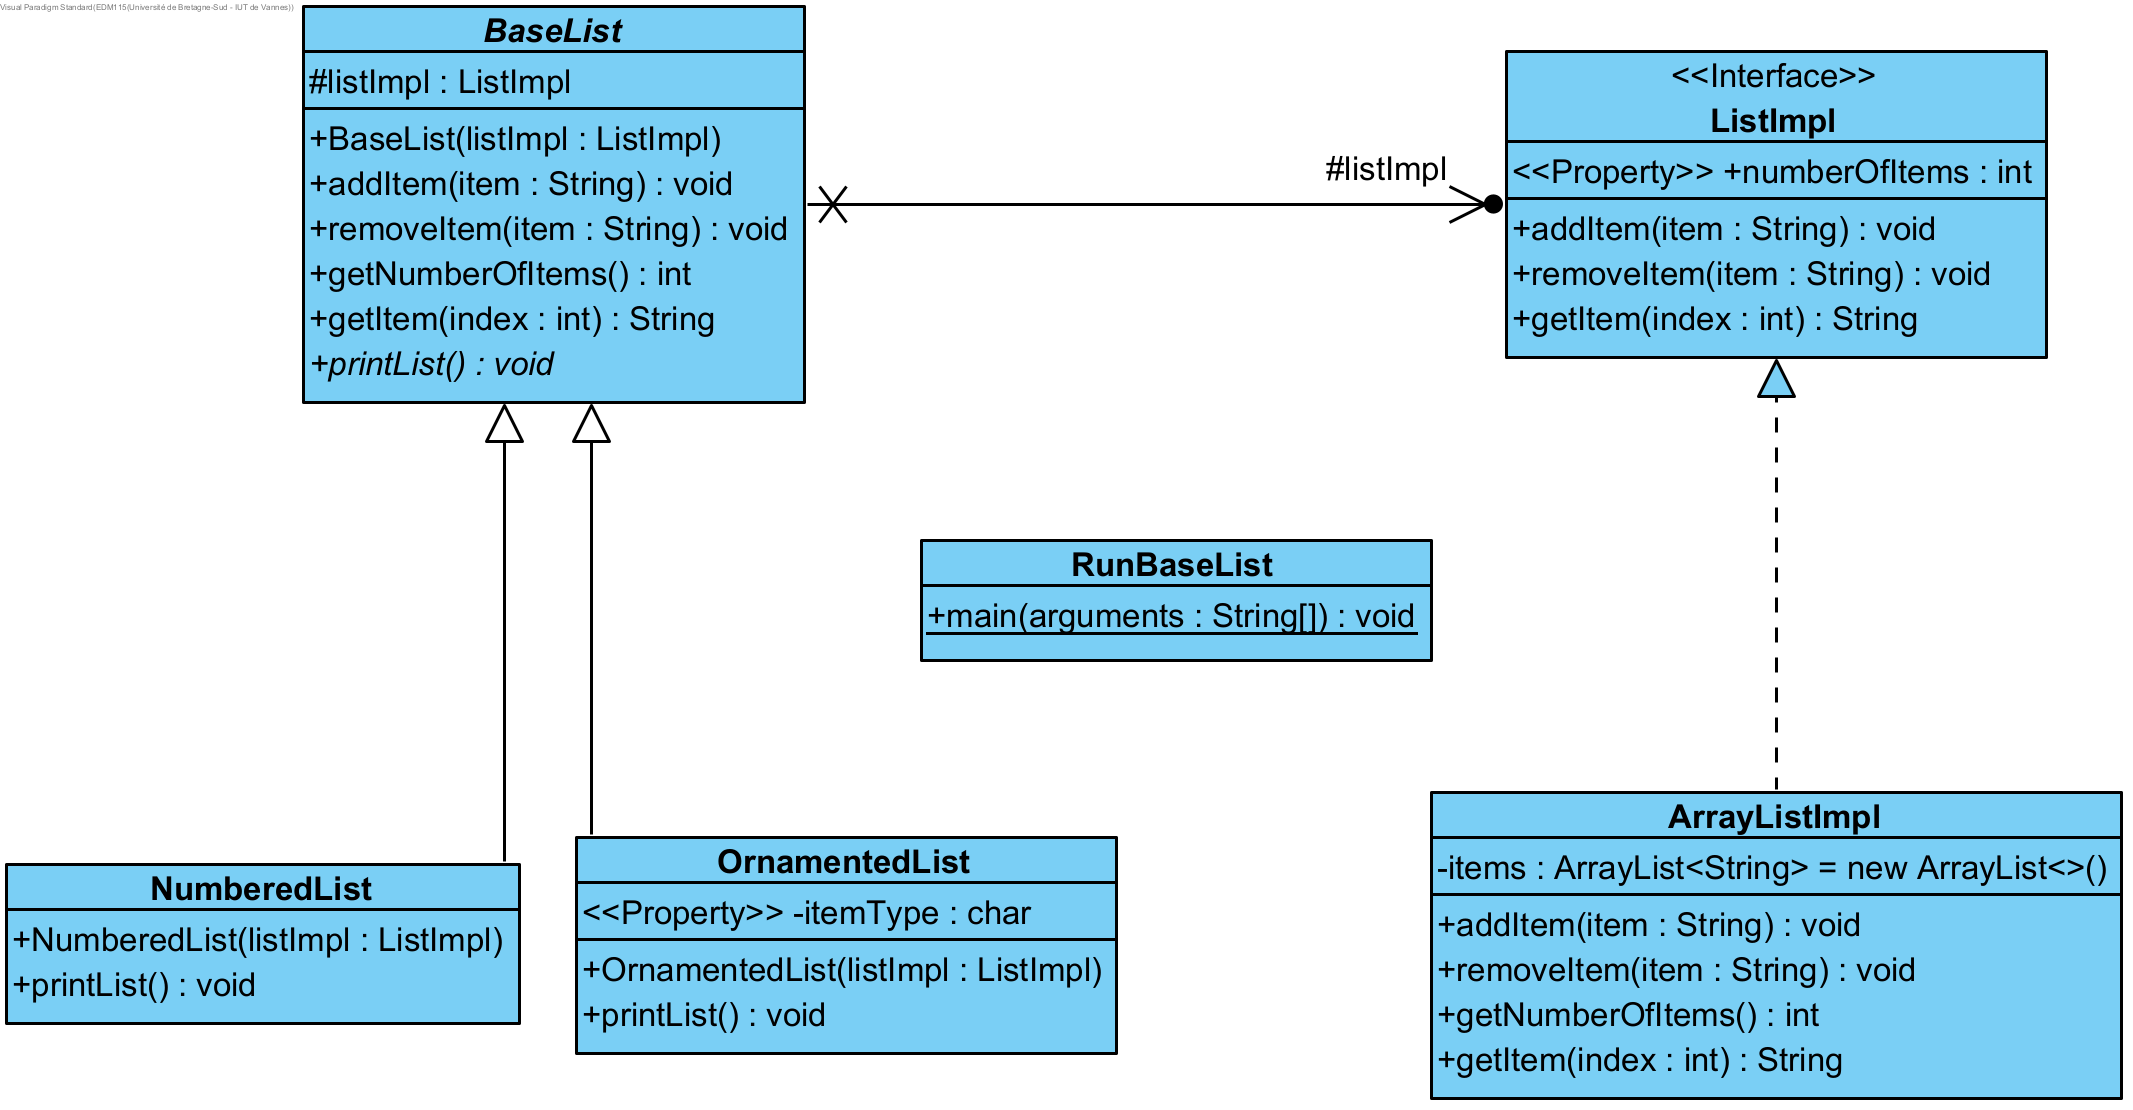 Visual Paradigm Standard(EDM115(Université de Bretagne-Sud - IUT de Vannes))
BaseList
#listImpl : ListImpl
+BaseList(listImpl : ListImpl)
+addItem(item : String) : void
+removeItem(item : String) : void
+getNumberOfItems() : int
+getItem(index : int) : String
+printList() : void
#listImpl
<<Interface>>
ListImpl
<<Property>> +numberOfItems : int
+addItem(item : String) : void
+removeItem(item : String) : void
+getItem(index : int) : String
RunBaseList
+main(arguments : String[]) : void
NumberedList
+NumberedList(listImpl : ListImpl)
+printList() : void
OrnamentedList
<<Property>> -itemType : char
+OrnamentedList(listImpl : ListImpl)
+printList() : void
ArrayListImpl
-items : ArrayList<String> = new ArrayList<>()
+addItem(item : String) : void
+removeItem(item : String) : void
+getNumberOfItems() : int
+getItem(index : int) : String